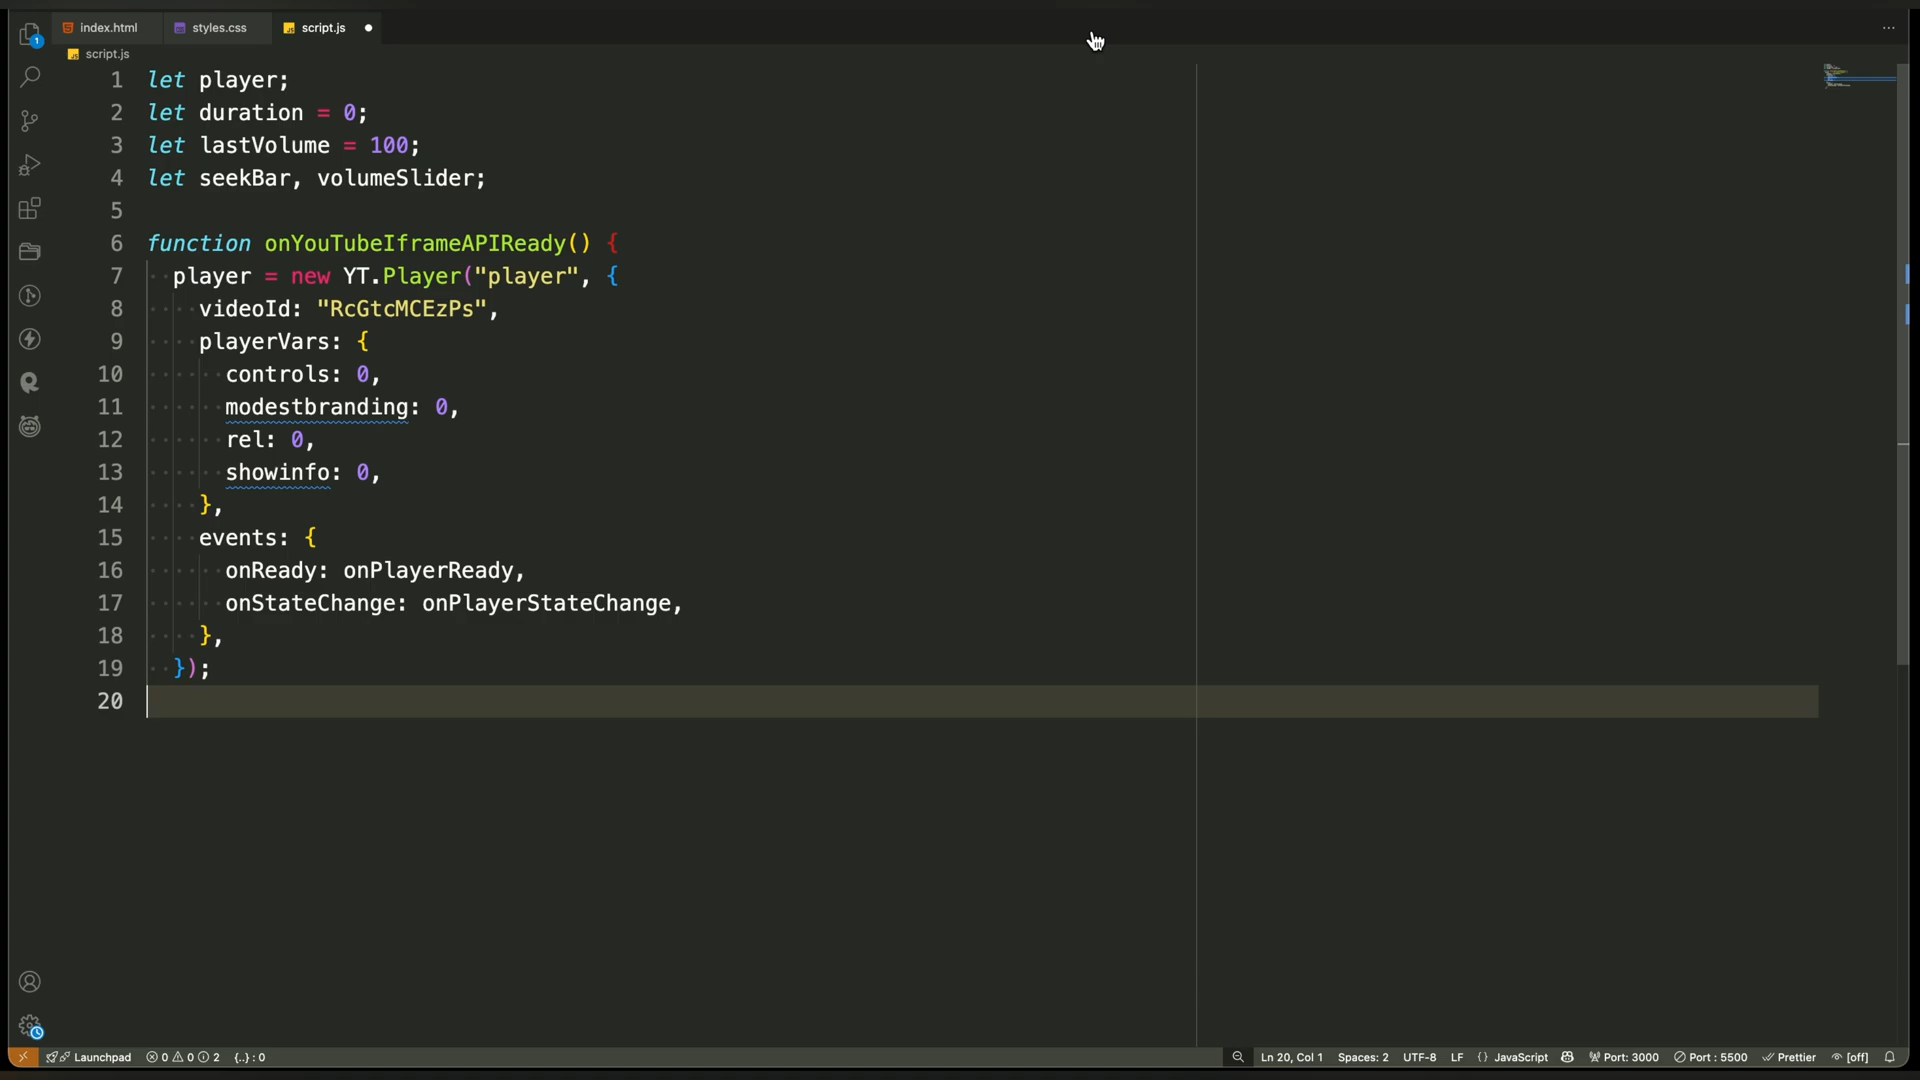 index.html styles.css script.js
script.js
1 let player;
2 let duration = 0;
3 let lastVolume = 100;
4 let seekBar, volumeSlider;
5
6 function onYouTubeIframeAPIReady() {
7 player = new YT.Player("player", {
8 videoId: "RcGtcMCEzPs",
9 playerVars: {
10 controls: 0,
11 modestbranding: 0,
12 rel: 0,
13 showinfo: 0,
14 },
15 events: {
16 onReady: onPlayerReady,
17 onStateChange: onPlayerStateChange,
18 },
19 });
20
1
Launchpad 0 0 2 {..} : 0 Ln 20, Col 1 Spaces: 2 UTF-8 LF {} JavaScript Port: 3000 Port : 5500 Prettier [off]